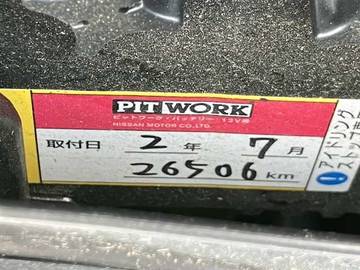 PITWORK
ピットワーク・バッテリー 12V用
NISSAN MOTOR CO.,LTD.
取付日 2年 7月
26506 km
アイドリング
ストップ